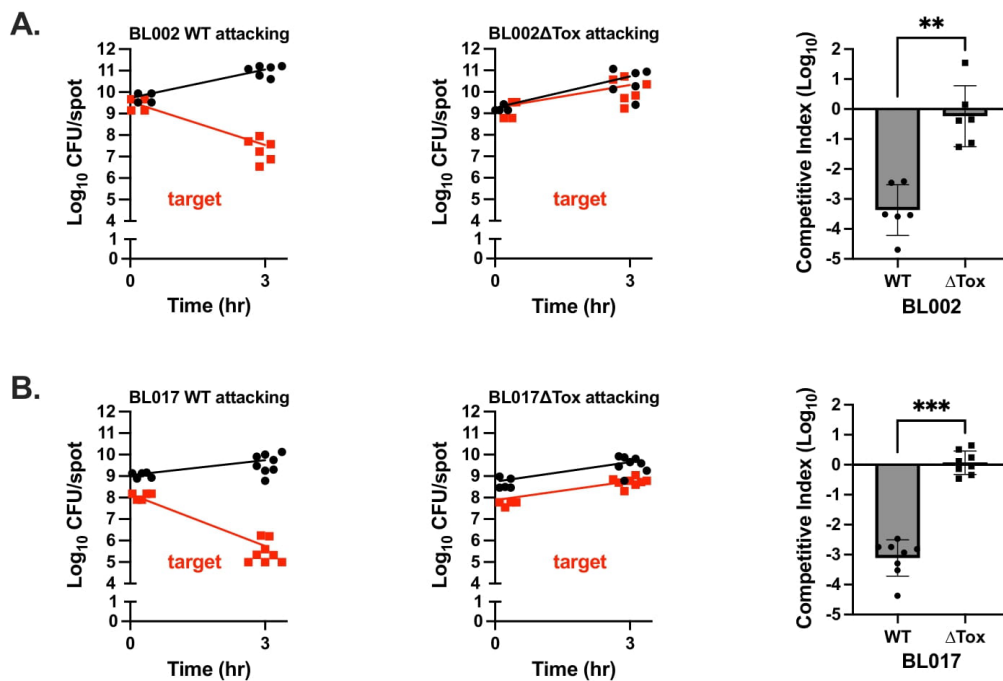 A.
BL002 WT attacking
Log10 CFU/spot
12
11
10
9
8
7
6
5
4
1
0
target
0
3
Time (hr)
BL002ΔTox attacking
Log10 CFU/spot
12
11
10
9
8
7
6
5
4
1
0
target
0
3
Time (hr)
Competitive Index (Log10)
**
2
1
0
-1
-2
-3
-4
-5
WT
ΔTox
BL002
B.
BL017 WT attacking
Log10 CFU/spot
12
11
10
9
8
7
6
5
4
1
0
target
0
3
Time (hr)
BL017ΔTox attacking
Log10 CFU/spot
12
11
10
9
8
7
6
5
4
1
0
target
0
3
Time (hr)
Competitive Index (Log10)
***
2
1
0
-1
-2
-3
-4
-5
WT
ΔTox
BL017